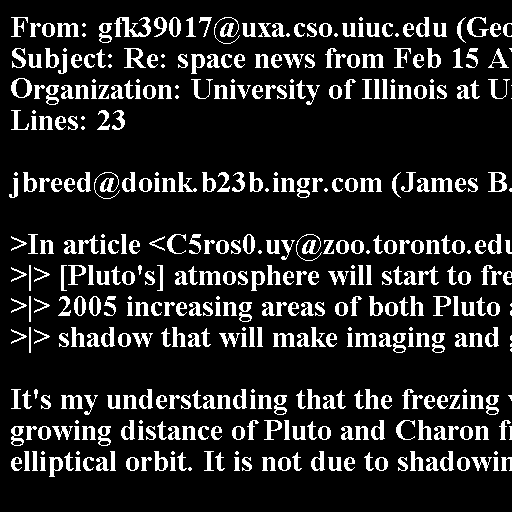 From: gfk39017@uxa.cso.uiuc.edu (Geo
Subject: Re: space news from Feb 15 AW
Organization: University of Illinois at U
Lines: 23
jbreed@doink.b23b.ingr.com (James B.
>In article <C5ros0.uy@zoo.toronto.edu
>|> [Pluto's] atmosphere will start to fre
>|> 2005 increasing areas of both Pluto a
>|> shadow that will make imaging and g
It's my understanding that the freezing
growing distance of Pluto and Charon fr
elliptical orbit. It is not due to shadowin